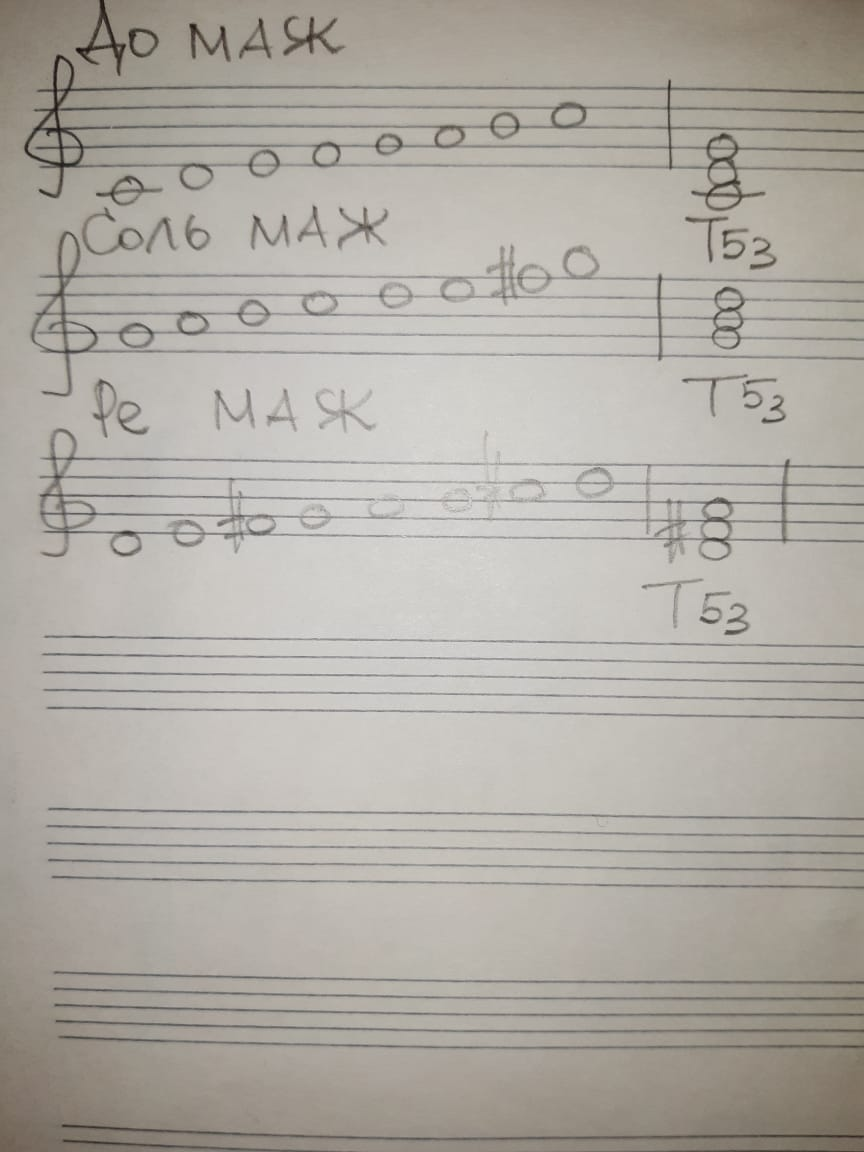 До маж
Т53
Соль маж
Т53
Ре маж
Т53